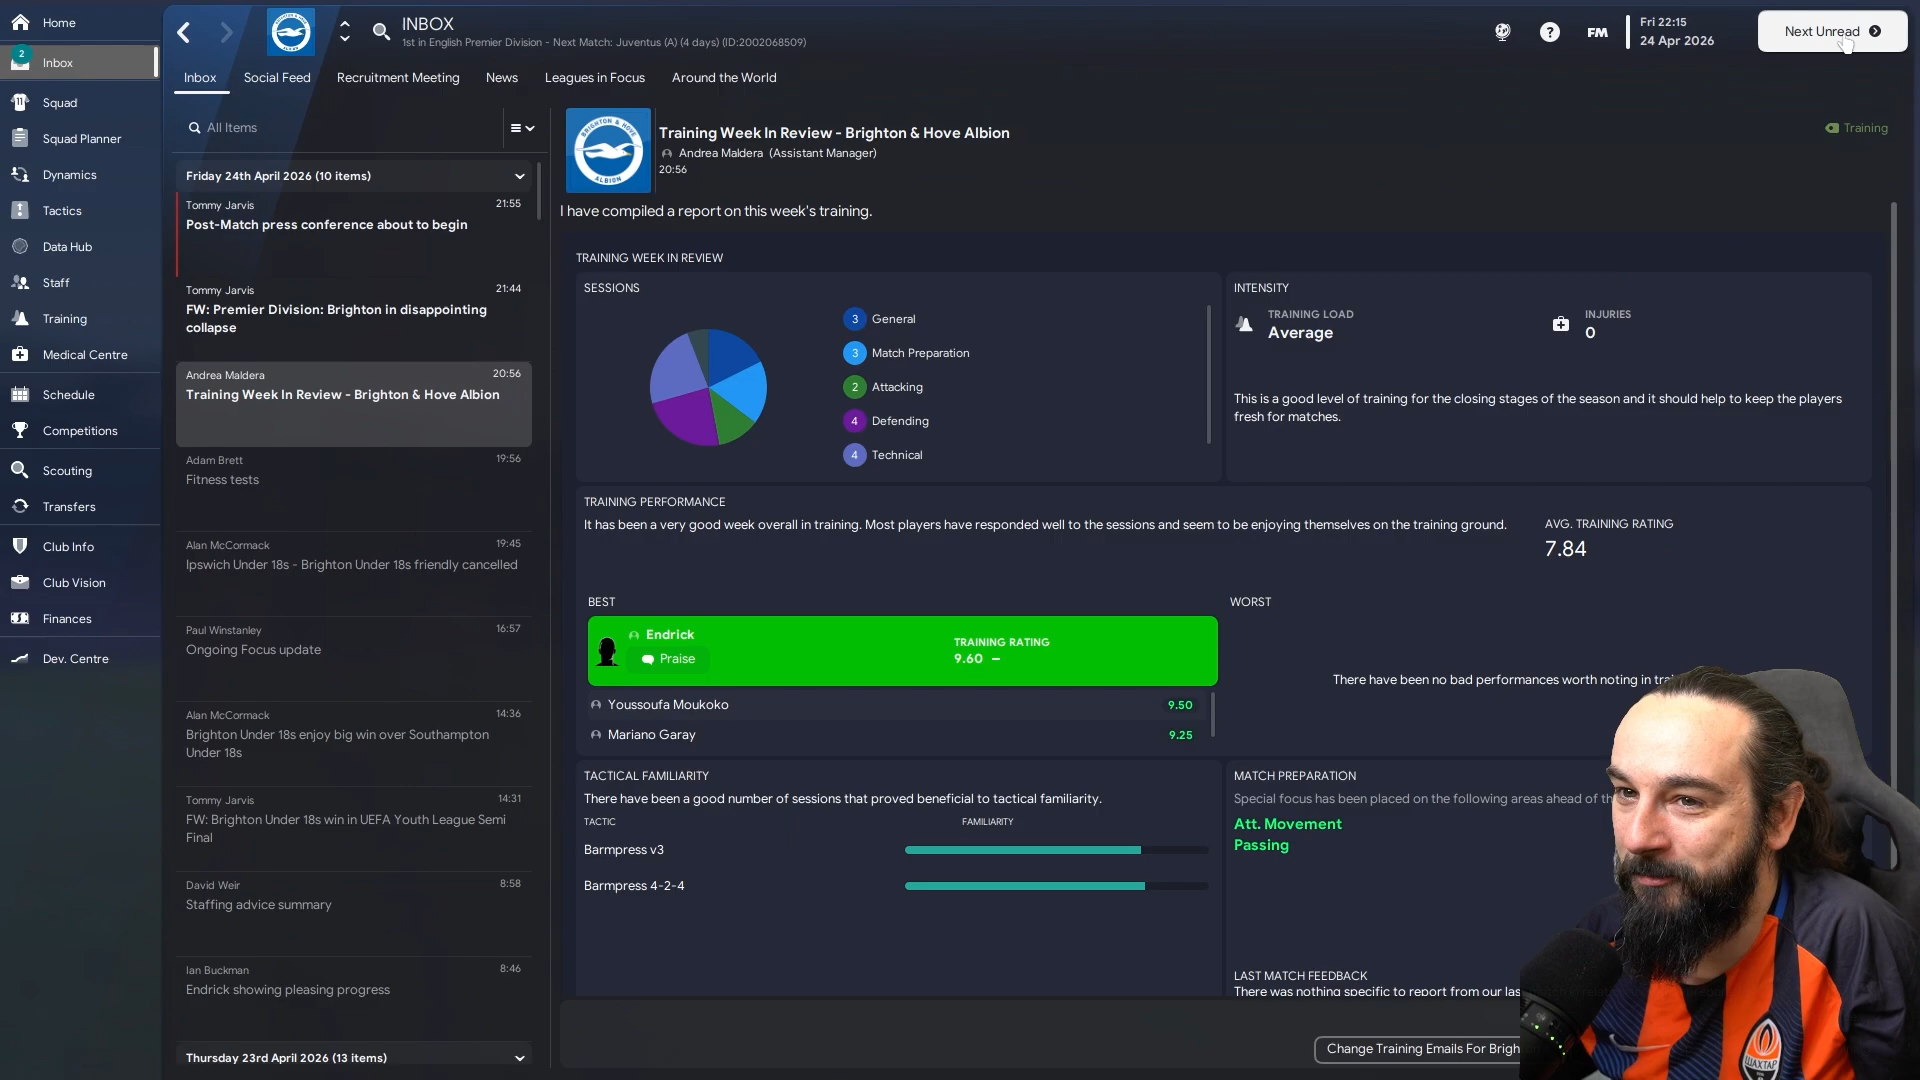 Home
2
Inbox
Squad
Squad Planner
Dynamics
Tactics
Data Hub
Staff
Training
Medical Centre
Schedule
Competitions
Scouting
Transfers
Club Info
Club Vision
Finances
Dev. Centre
INBOX
1st in English Premier Division - Next Match: Juventus (A) (4 days) (ID:2002068509)
FM
Fri 22:15
24 Apr 2026
Next Unread
Inbox
Social Feed
Recruitment Meeting
News
Leagues in Focus
Around the World
All Items
Friday 24th April 2026 (10 items)
Tommy Jarvis 21:55
Post-Match press conference about to begin
Tommy Jarvis 21:44
FW: Premier Division: Brighton in disappointing
collapse
Andrea Maldera 20:56
Training Week In Review - Brighton & Hove Albion
Adam Brett 19:56
Fitness tests
Alan McCormack 19:45
Ipswich Under 18s - Brighton Under 18s friendly cancelled
Paul Winstanley 16:57
Ongoing Focus update
Alan McCormack 14:36
Brighton Under 18s enjoy big win over Southampton
Under 18s
Tommy Jarvis 14:31
FW: Brighton Under 18s win in UEFA Youth League Semi
Final
David Weir 8:58
Staffing advice summary
Ian Buckman 8:46
Endrick showing pleasing progress
Thursday 23rd April 2026 (13 items)
BRIGHTON & HOVE
ALBION
Training Week In Review - Brighton & Hove Albion
Andrea Maldera (Assistant Manager)
20:56
Training
I have compiled a report on this week's training.
TRAINING WEEK IN REVIEW
SESSIONS
3 General
3 Match Preparation
2 Attacking
4 Defending
4 Technical
INTENSITY
TRAINING LOAD
Average
INJURIES
0
This is a good level of training for the closing stages of the season and it should help to keep the players
fresh for matches.
TRAINING PERFORMANCE
It has been a very good week overall in training. Most players have responded well to the sessions and seem to be enjoying themselves on the training ground.
AVG. TRAINING RATING
7.84
BEST
Endrick
Praise
TRAINING RATING
9.60 –
Youssoufa Moukoko 9.50
Mariano Garay 9.25
WORST
There have been no bad performances worth noting in trai
TACTICAL FAMILIARITY
There have been a good number of sessions that proved beneficial to tactical familiarity.
TACTIC FAMILIARITY
Barmpress v3
Barmpress 4-2-4
MATCH PREPARATION
Special focus has been placed on the following areas ahead of th
Att. Movement
Passing
LAST MATCH FEEDBACK
There was nothing specific to report from our las
Change Training Emails For Brigh
ШАХТАР